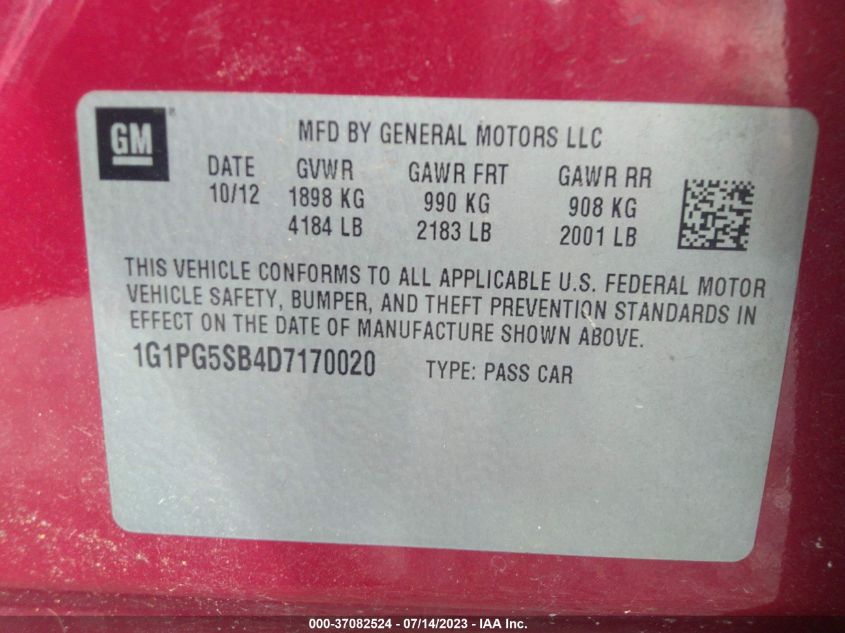 GM®
MFD BY GENERAL MOTORS LLC
DATE GVWR GAWR FRT GAWR RR
10/12 1898 KG 990 KG 908 KG
4184 LB 2183 LB 2001 LB
THIS VEHICLE CONFORMS TO ALL APPLICABLE U.S. FEDERAL MOTOR
VEHICLE SAFETY, BUMPER, AND THEFT PREVENTION STANDARDS IN
EFFECT ON THE DATE OF MANUFACTURE SHOWN ABOVE.
1G1PG5SB4D7170020 TYPE: PASS CAR
000-37082524 - 07/14/2023 - IAA Inc.